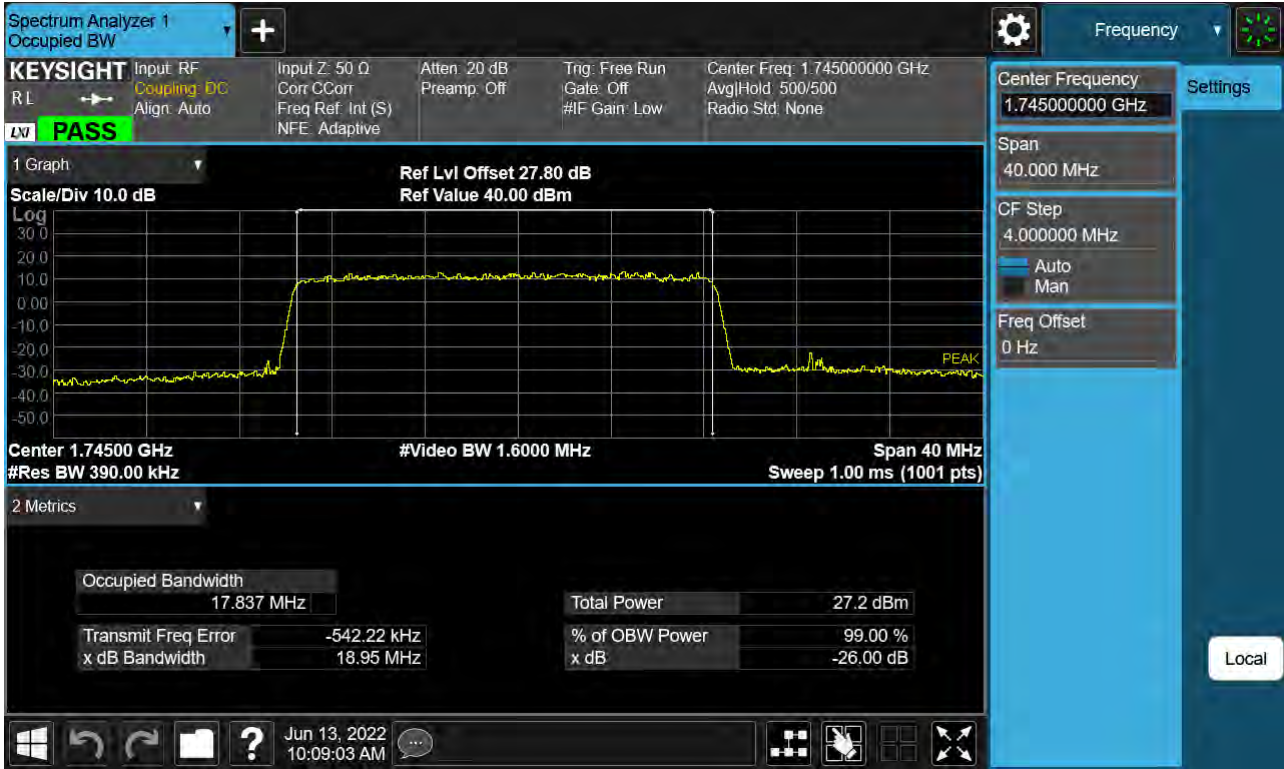 Spectrum Analyzer 1
Occupied BW
+
Frequency
KEYSIGHT
RL
LXI
PASS
Input: RF
Coupling: DC
Align: Auto
Input Z: 50 Ω
Corr CCorr
Freq Ref: Int (S)
NFE: Adaptive
Atten: 20 dB
Preamp: Off
Trig: Free Run
Gate: Off
#IF Gain: Low
Center Freq: 1.745000000 GHz
Avg|Hold: 500/500
Radio Std: None
1 Graph
Scale/Div 10.0 dB
Ref Lvl Offset 27.80 dB
Ref Value 40.00 dBm
Log
30.0
20.0
10.0
0.00
-10.0
-20.0
-30.0
-40.0
-50.0
PEAK
Center 1.74500 GHz
#Video BW 1.6000 MHz
Span 40 MHz
#Res BW 390.00 kHz
Sweep 1.00 ms (1001 pts)
2 Metrics
Occupied Bandwidth
17.837 MHz
Total Power 27.2 dBm
Transmit Freq Error -542.22 kHz
% of OBW Power 99.00 %
x dB Bandwidth 18.95 MHz
x dB -26.00 dB
Center Frequency
1.745000000 GHz
Settings
Span
40.000 MHz
CF Step
4.000000 MHz
Auto
Man
Freq Offset
0 Hz
Local
?
Jun 13, 2022
10:09:03 AM